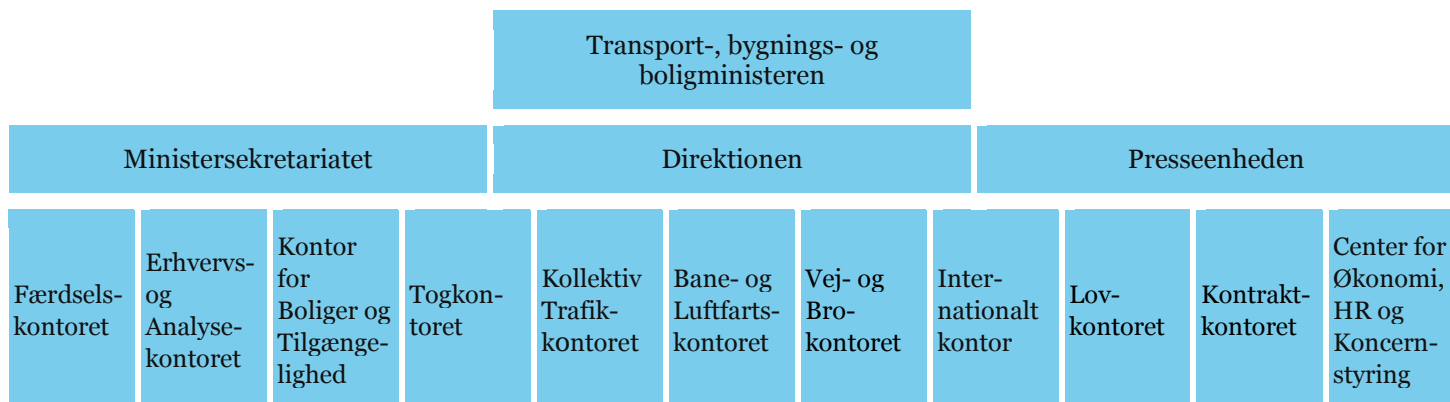 Transport-, bygnings- og
boligministeren
Ministersekretariatet
Direktionen
Presseenheden
Færdsels-
kontoret
Erhvervs-
og
Analyse-
kontoret
Kontor
for
Boliger og
Tilgænge-
lighed
Togkon-
toret
Kollektiv
Trafik-
kontoret
Bane- og
Luftfarts-
kontoret
Vej- og
Bro-
kontoret
Inter-
nationalt
kontor
Lov-
kontoret
Kontrakt-
kontoret
Center for
Økonomi,
HR og
Koncern-
styring